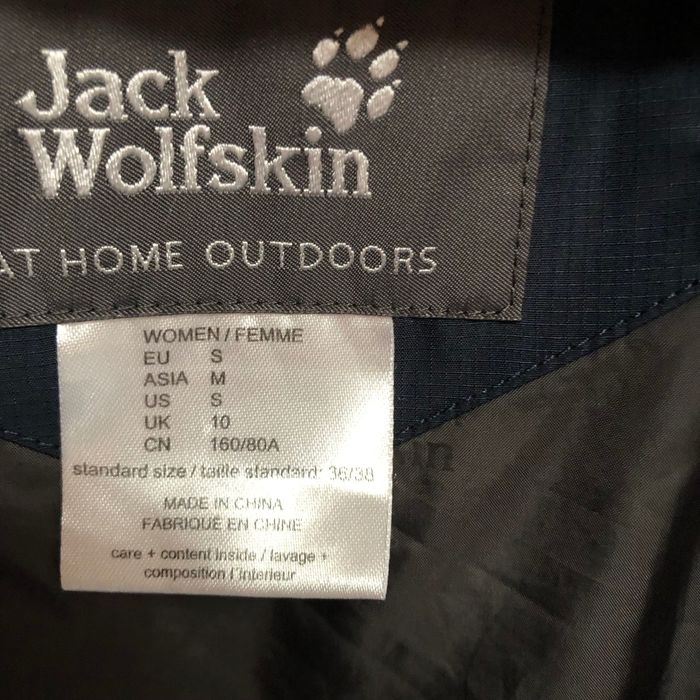 Jack
Wolfskin
AT HOME OUTDOORS
WOMEN / FEMME
EU S
ASIA M
US S
UK 10
CN 160/80A
standard size / taille standard: 36/38
MADE IN CHINA
FABRIQUE EN CHINE
care + content inside / lavage +
composition l'interieur